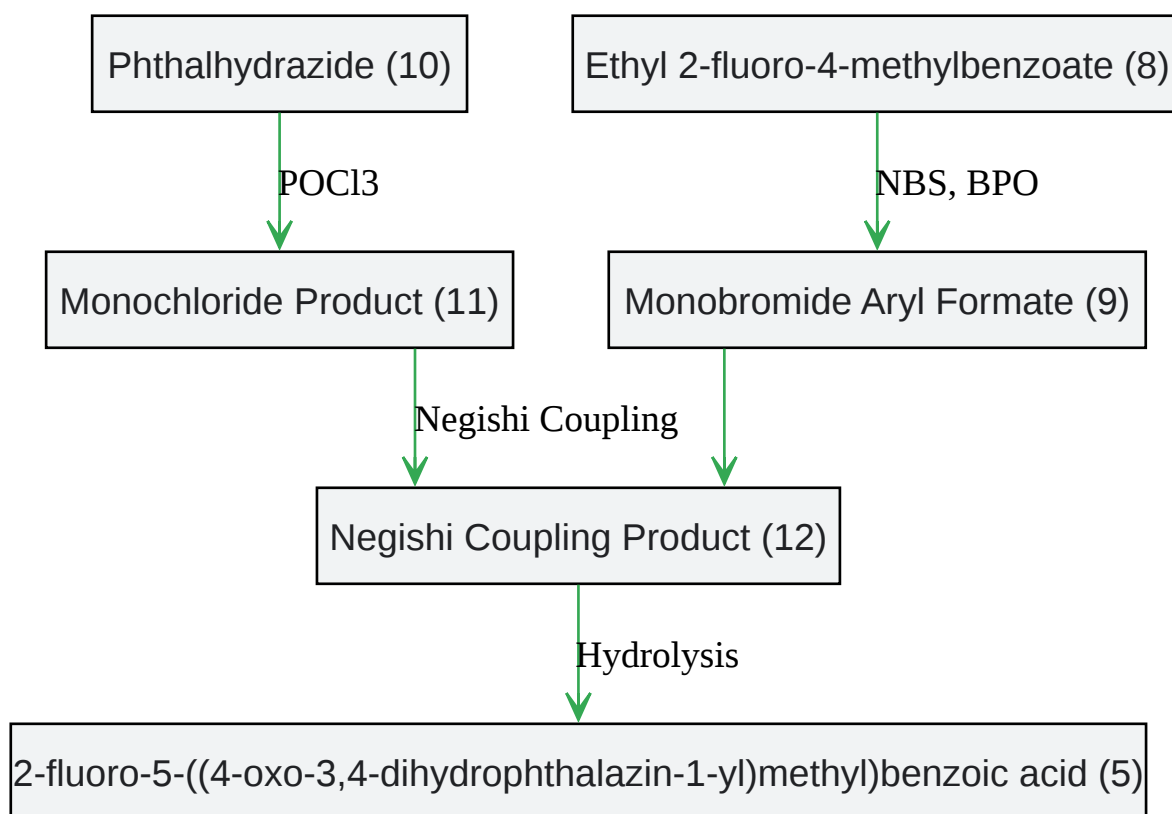 Phthalhydrazide (10)
Ethyl 2-fluoro-4-methylbenzoate (8)
POCl3
NBS, BPO
Monochloride Product (11)
Monobromide Aryl Formate (9)
Negishi Coupling
Negishi Coupling Product (12)
Hydrolysis
2-fluoro-5-((4-oxo-3,4-dihydrophthalazin-1-yl)methyl)benzoic acid (5)